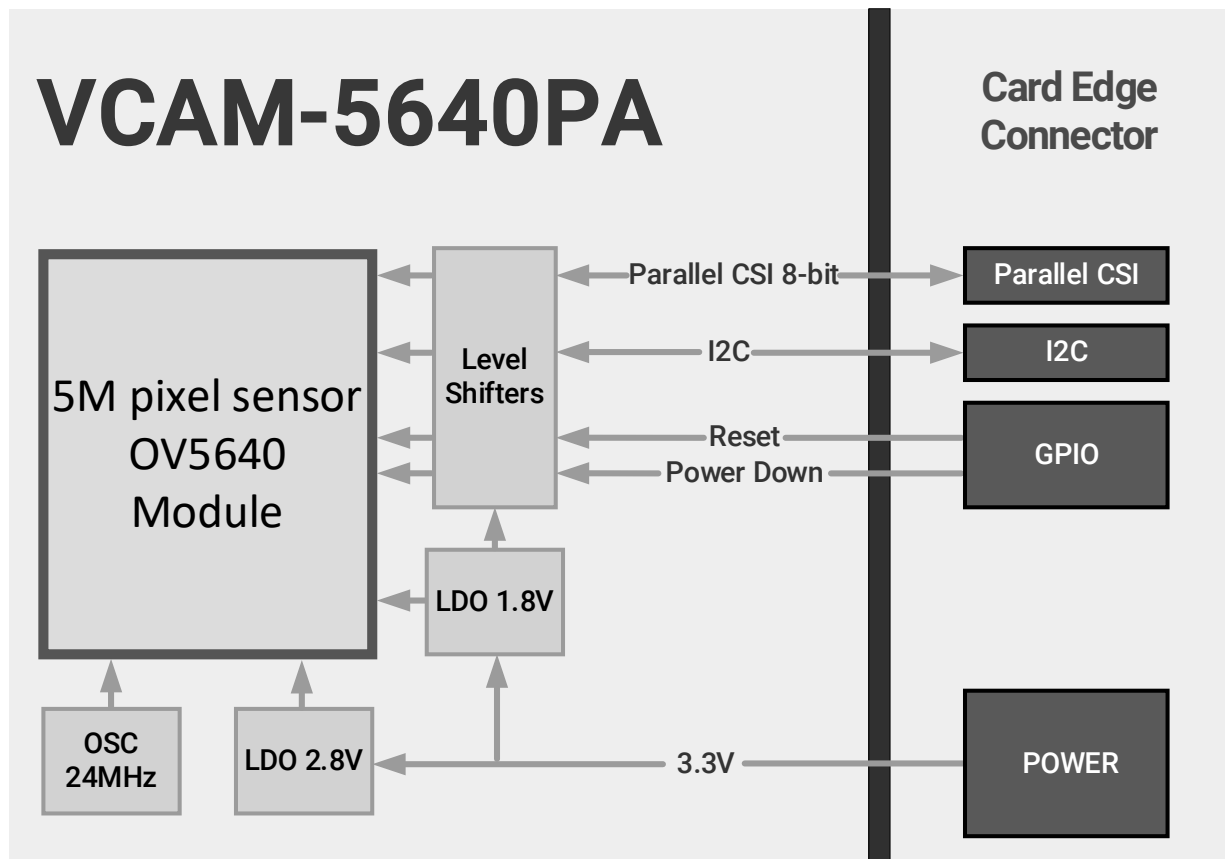 VCAM-5640PA
Card Edge
Connector
Parallel CSI 8-bit
Parallel CSI
I2C
I2C
Level
Shifters
5M pixel sensor
OV5640
Module
Reset
Power Down
GPIO
LDO 1.8V
OSC
24MHz
LDO 2.8V
3.3V
POWER